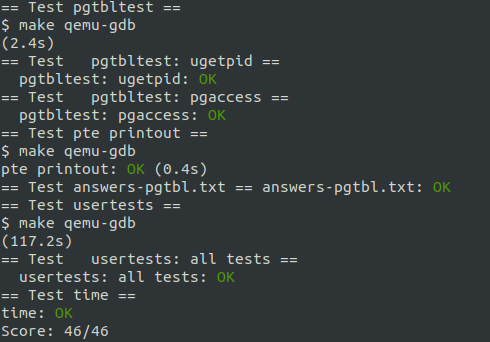 == Test pgtbltest ==
$ make qemu-gdb
(2.4s)
== Test   pgtbltest: ugetpid ==
  pgtbltest: ugetpid: OK
== Test   pgtbltest: pgaccess ==
  pgtbltest: pgaccess: OK
== Test pte printout ==
$ make qemu-gdb
pte printout: OK (0.4s)
== Test answers-pgtbl.txt == answers-pgtbl.txt: OK
== Test usertests ==
$ make qemu-gdb
(117.2s)
== Test   usertests: all tests ==
  usertests: all tests: OK
== Test time ==
time: OK
Score: 46/46